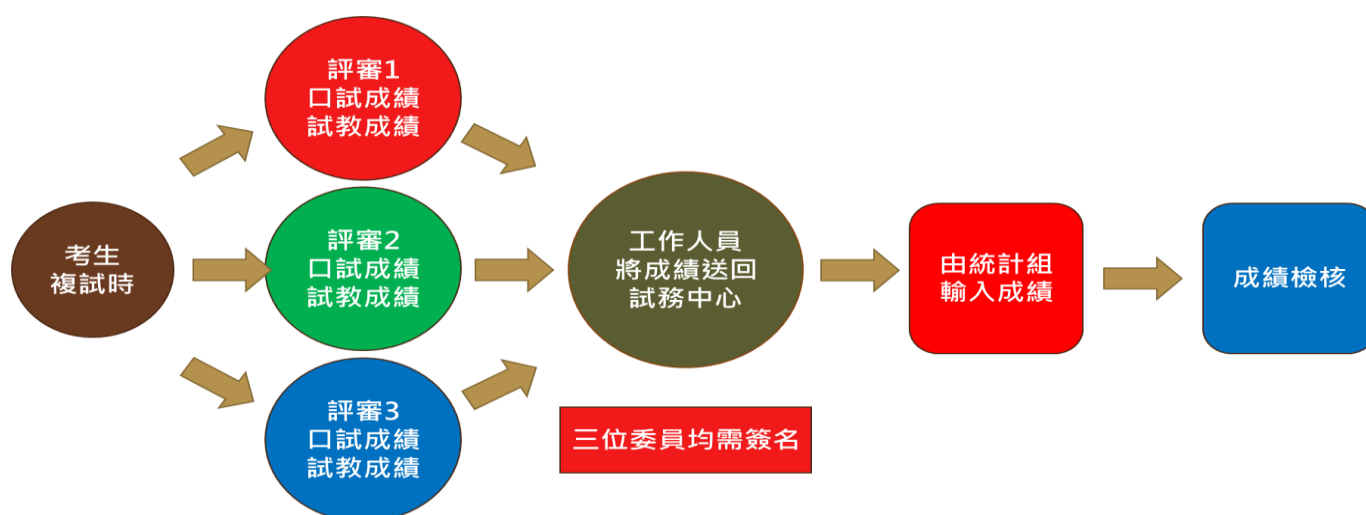 考生
複試時
評審1
口試成績
試教成績
評審2
口試成績
試教成績
評審3
口試成績
試教成績
工作人員
將成績送回
試務中心
三位委員均需簽名
由統計組
輸入成績
成績檢核